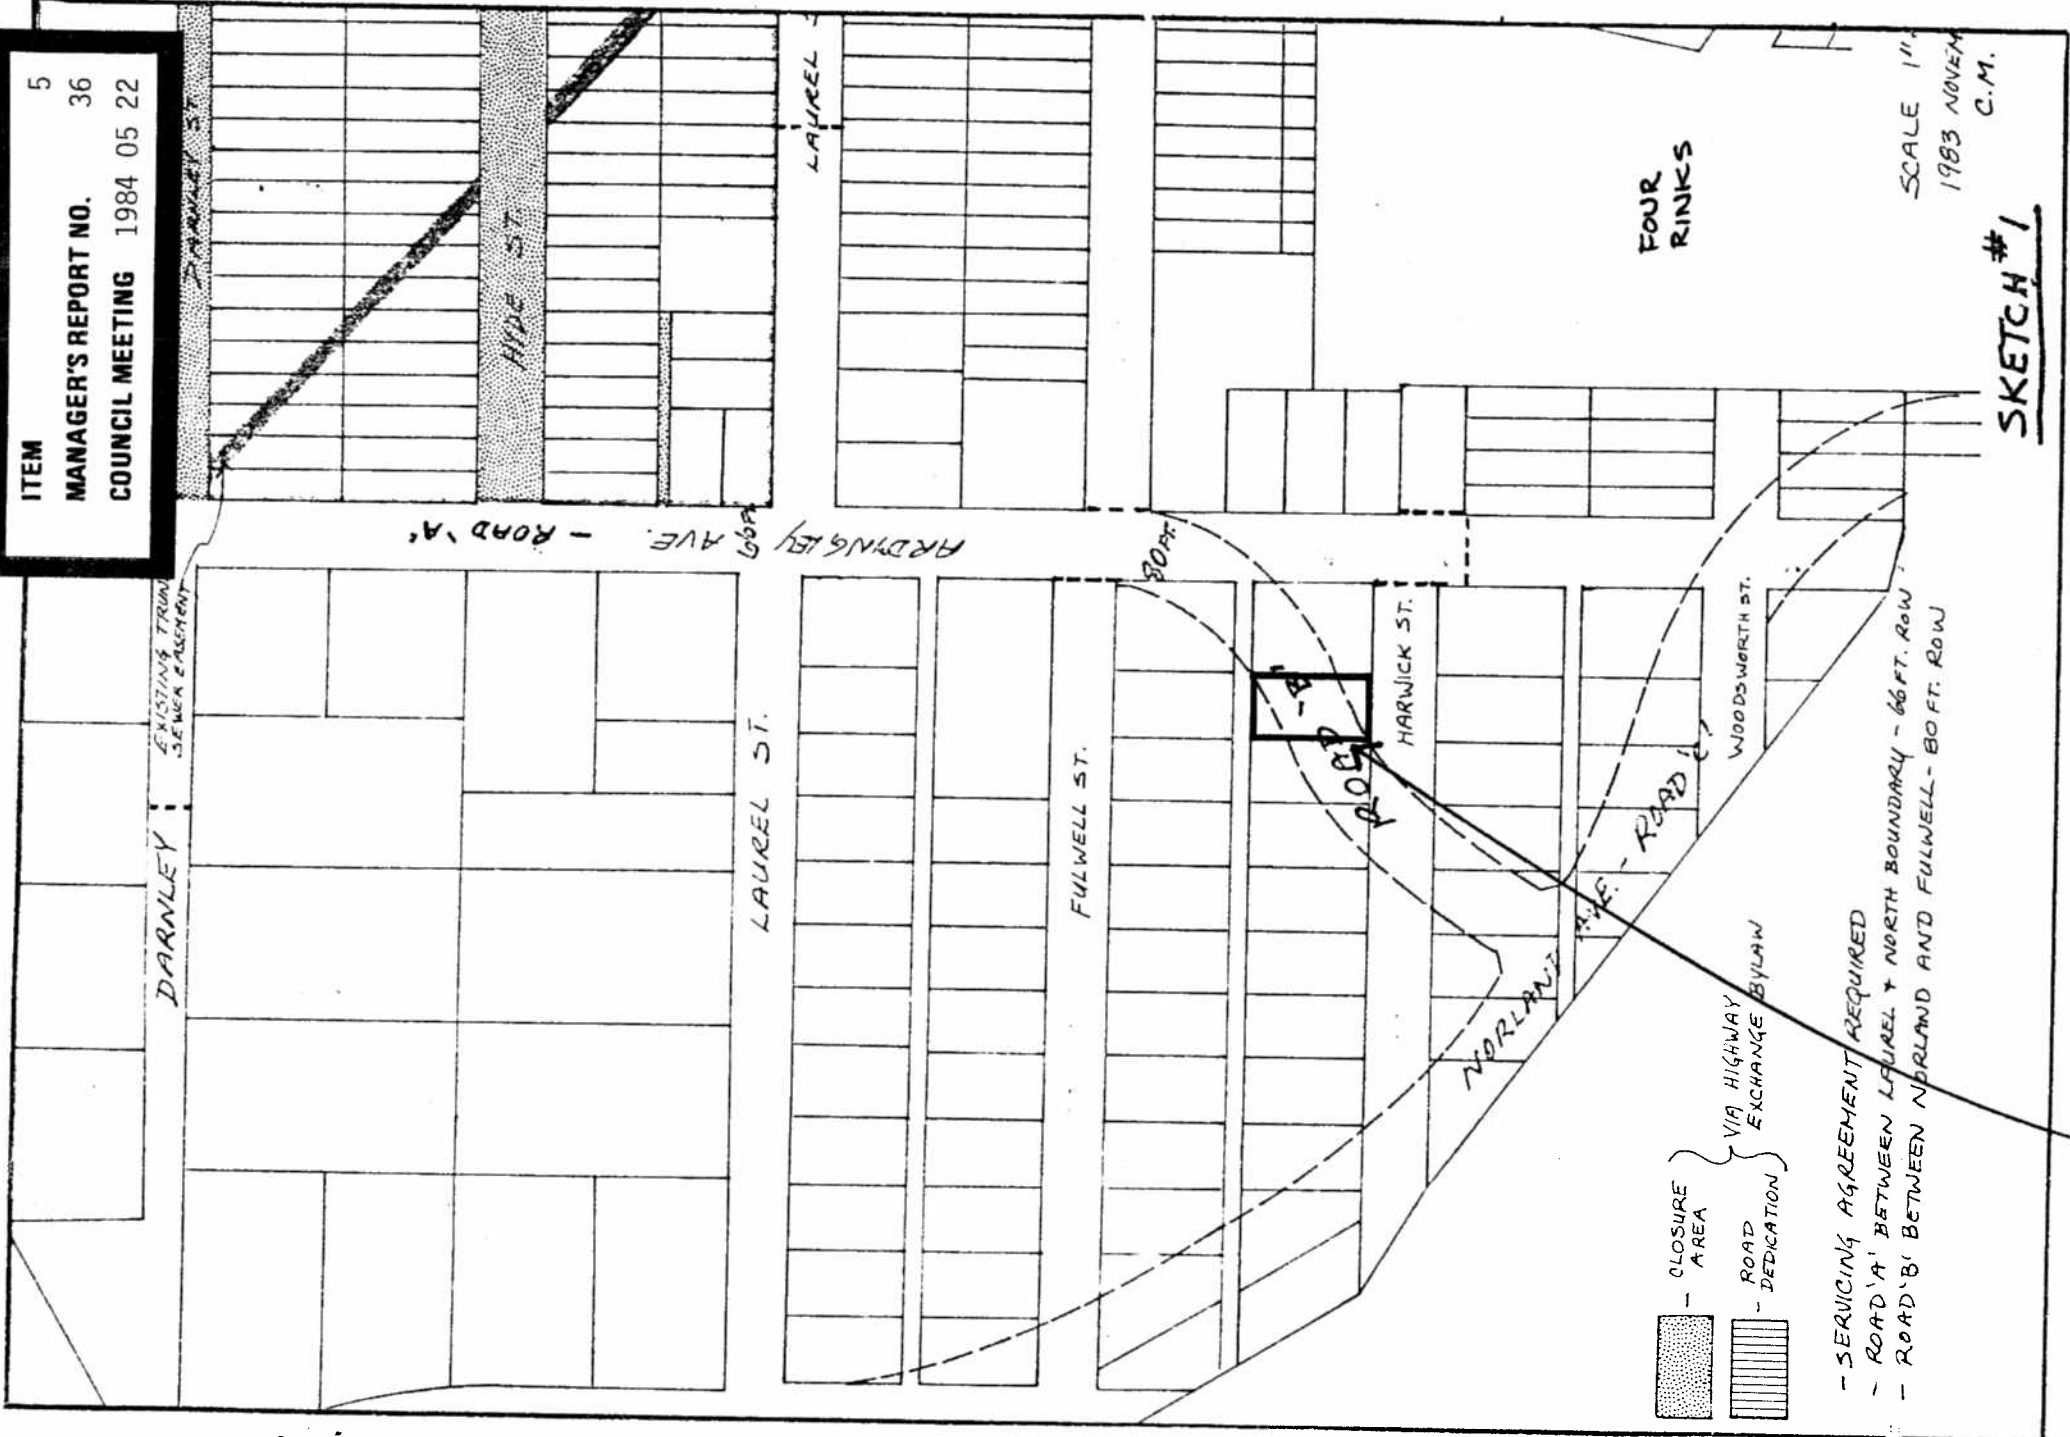 ITEM 5
MANAGER'S REPORT NO. 36
COUNCIL MEETING 1984 05 22
DARNLEY ST
HYDE ST
LAUREL
EXISTING
SEWER EASEMENT
ARDINGLEY AVE. - ROAD 'A'
66FT.
80FT.
DARNLEY
LAUREL ST.
FULWELL ST.
ROAD - 'B'
HARWICK ST.
NORLAND AVE. - ROAD 'C'
WOODSWORTH ST.
FOUR
RINKS
SCALE 1"
1983 NOVEM
C.M.
SKETCH #1
- CLOSURE
AREA
- ROAD
DEDICATION
VIA HIGHWAY
EXCHANGE BYLAW
- SERVICING AGREEMENT REQUIRED
- ROAD 'A' BETWEEN LAUREL & NORTH BOUNDARY - 66 FT. ROW
- ROAD 'B' BETWEEN NORLAND AND FULWELL - 80 FT. ROW